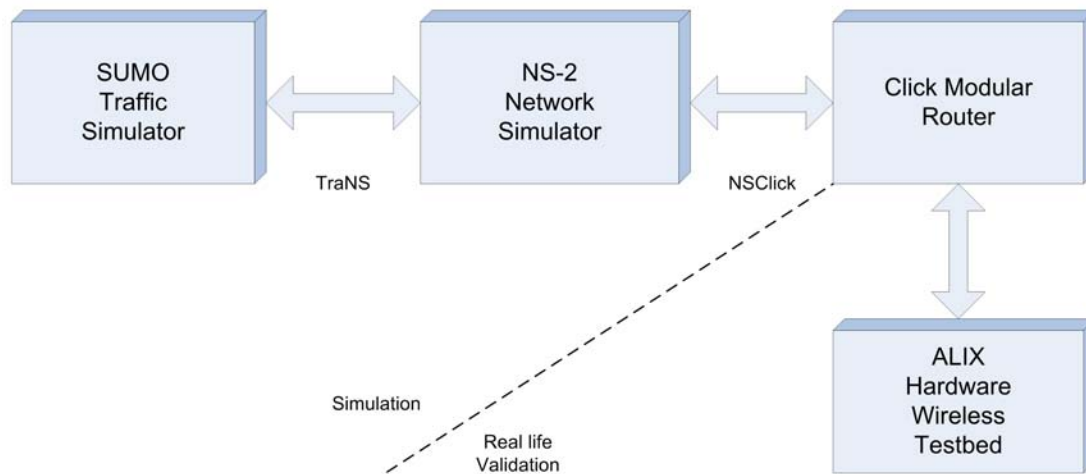 SUMO
Traffic
Simulator
NS-2
Network
Simulator
Click Modular
Router
TraNS
NSClick
ALIX
Hardware
Wireless
Testbed
Simulation
Real life
Validation